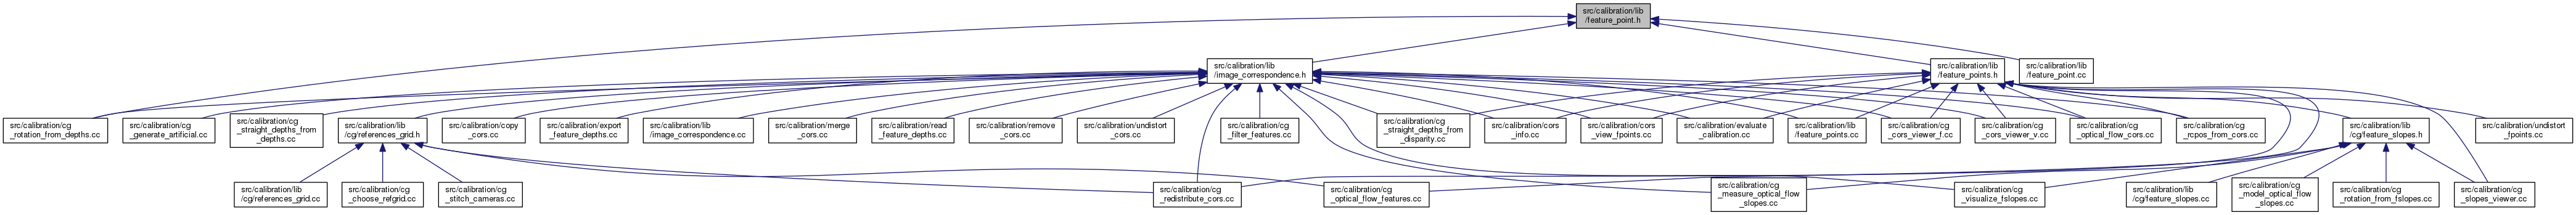 src/calibration/lib
/feature_point.h
src/calibration/lib
/image_correspondence.h
src/calibration/lib
/feature_points.h
src/calibration/lib
/feature_point.cc
src/calibration/cg
_rotation_from_depths.cc
src/calibration/cg
_generate_artificial.cc
src/calibration/cg
_straight_depths_from
_depths.cc
src/calibration/lib
/cg/references_grid.h
src/calibration/copy
_cors.cc
src/calibration/export
_feature_depths.cc
src/calibration/lib
/image_correspondence.cc
src/calibration/merge
_cors.cc
src/calibration/read
_feature_depths.cc
src/calibration/remove
_cors.cc
src/calibration/undistort
_cors.cc
src/calibration/cg
_filter_features.cc
src/calibration/cg
_straight_depths_from
_disparity.cc
src/calibration/cors
_info.cc
src/calibration/cors
_view_fpoints.cc
src/calibration/evaluate
_calibration.cc
src/calibration/lib
/feature_points.cc
src/calibration/cg
_cors_viewer_f.cc
src/calibration/cg
_cors_viewer_v.cc
src/calibration/cg
_optical_flow_cors.cc
src/calibration/cg
_rcpos_from_cors.cc
src/calibration/lib
/cg/feature_slopes.h
src/calibration/undistort
_fpoints.cc
src/calibration/lib
cg/references_grid.cc
src/calibration/cg
_choose_refgrid.cc
src/calibration/cg
_stitch_cameras.cc
src/calibration/cg
_redistribute_cors.cc
src/calibration/cg
_optical_flow_features.cc
src/calibration/cg
_measure_optical_flow
_slopes.cc
src/calibration/cg
_visualize_fslopes.cc
src/calibration/lib
cg/feature_slopes.cc
src/calibration/cg
_model_optical_flow
_slopes.cc
src/calibration/cg
_rotation_from_fslopes.cc
src/calibration/cg
_slopes_viewer.cc